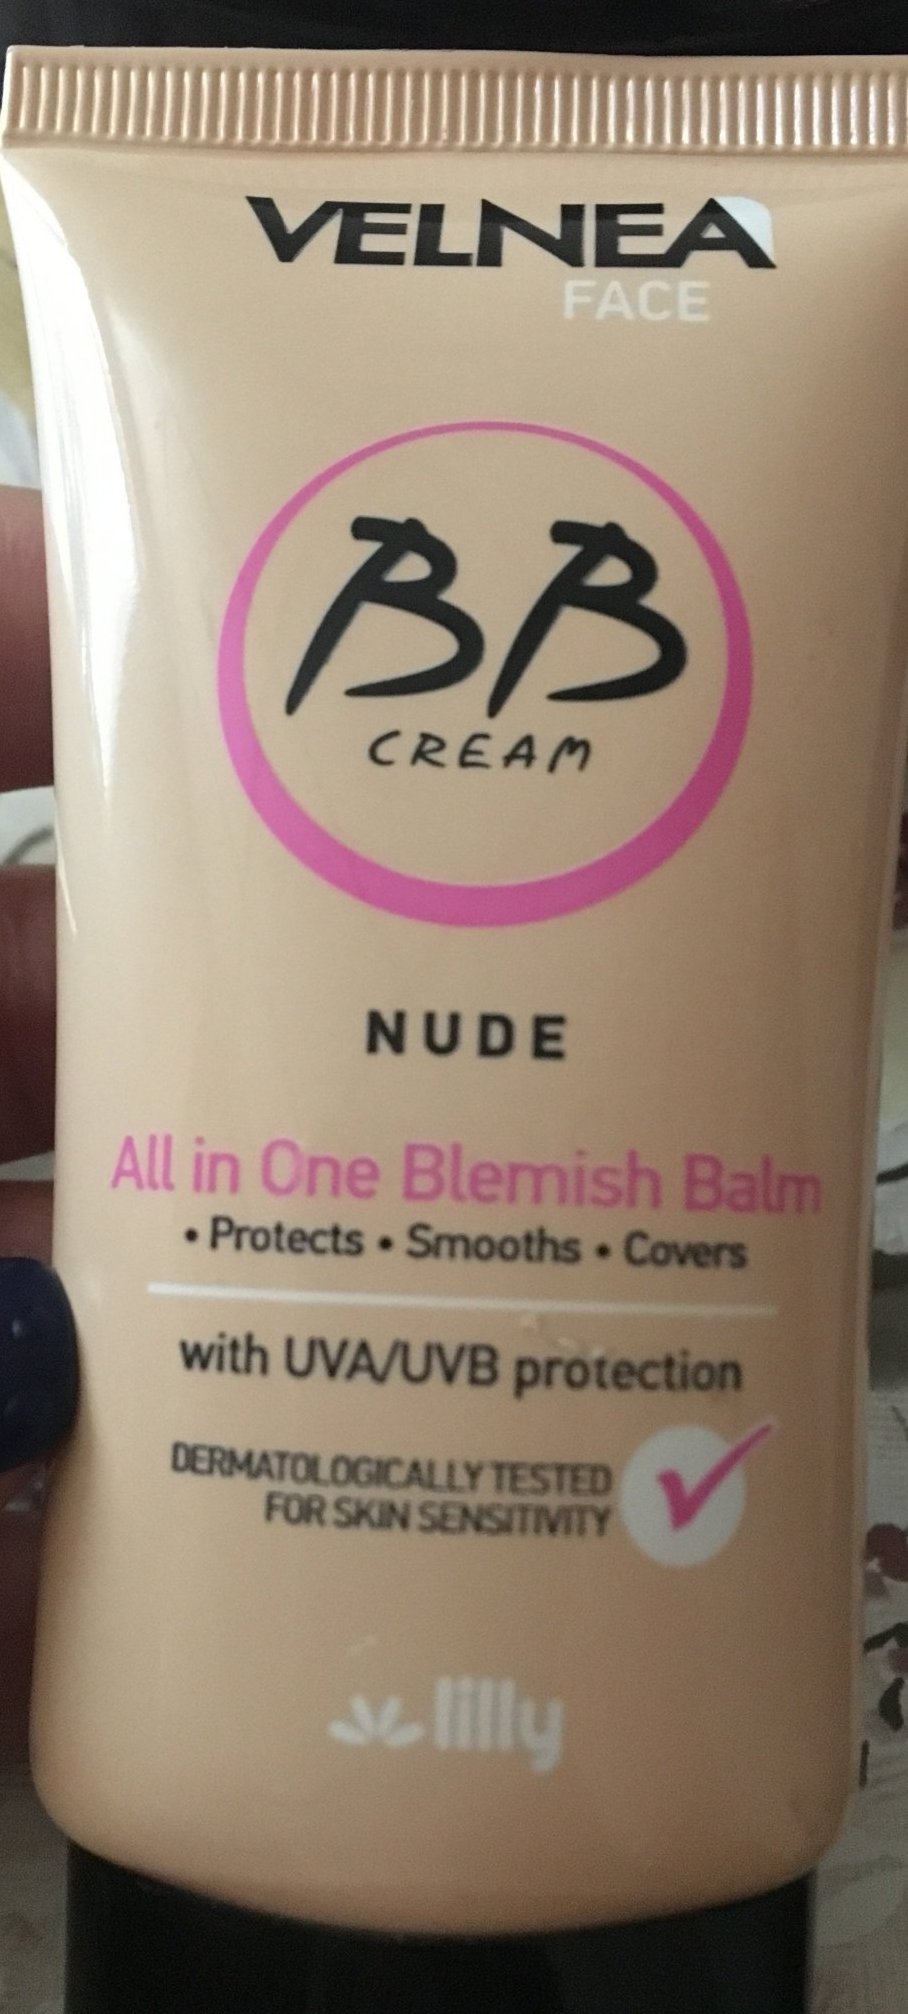 VELNEA
FACE
BB
CREAM
NUDE
All in One Blemish Balm
• Protects • Smooths • Covers
with UVA/UVB protection
DERMATOLOGICALLY TESTED
FOR SKIN SENSITIVITY
lilly